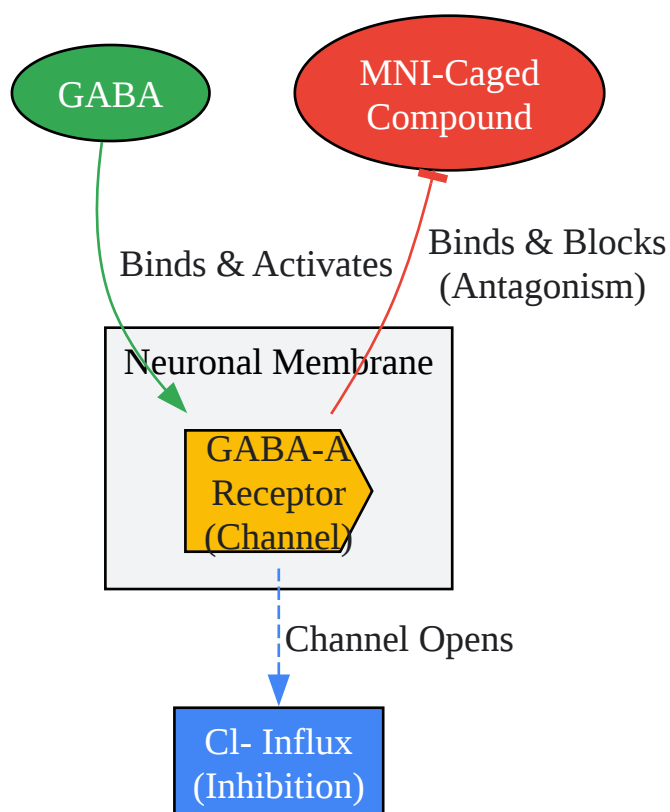 GABA
MNI-Caged
Compound
Binds & Activates
Binds & Blocks
(Antagonism)
Neuronal Membrane
GABA-A
Receptor
(Channel)
Channel Opens
Cl- Influx
(Inhibition)